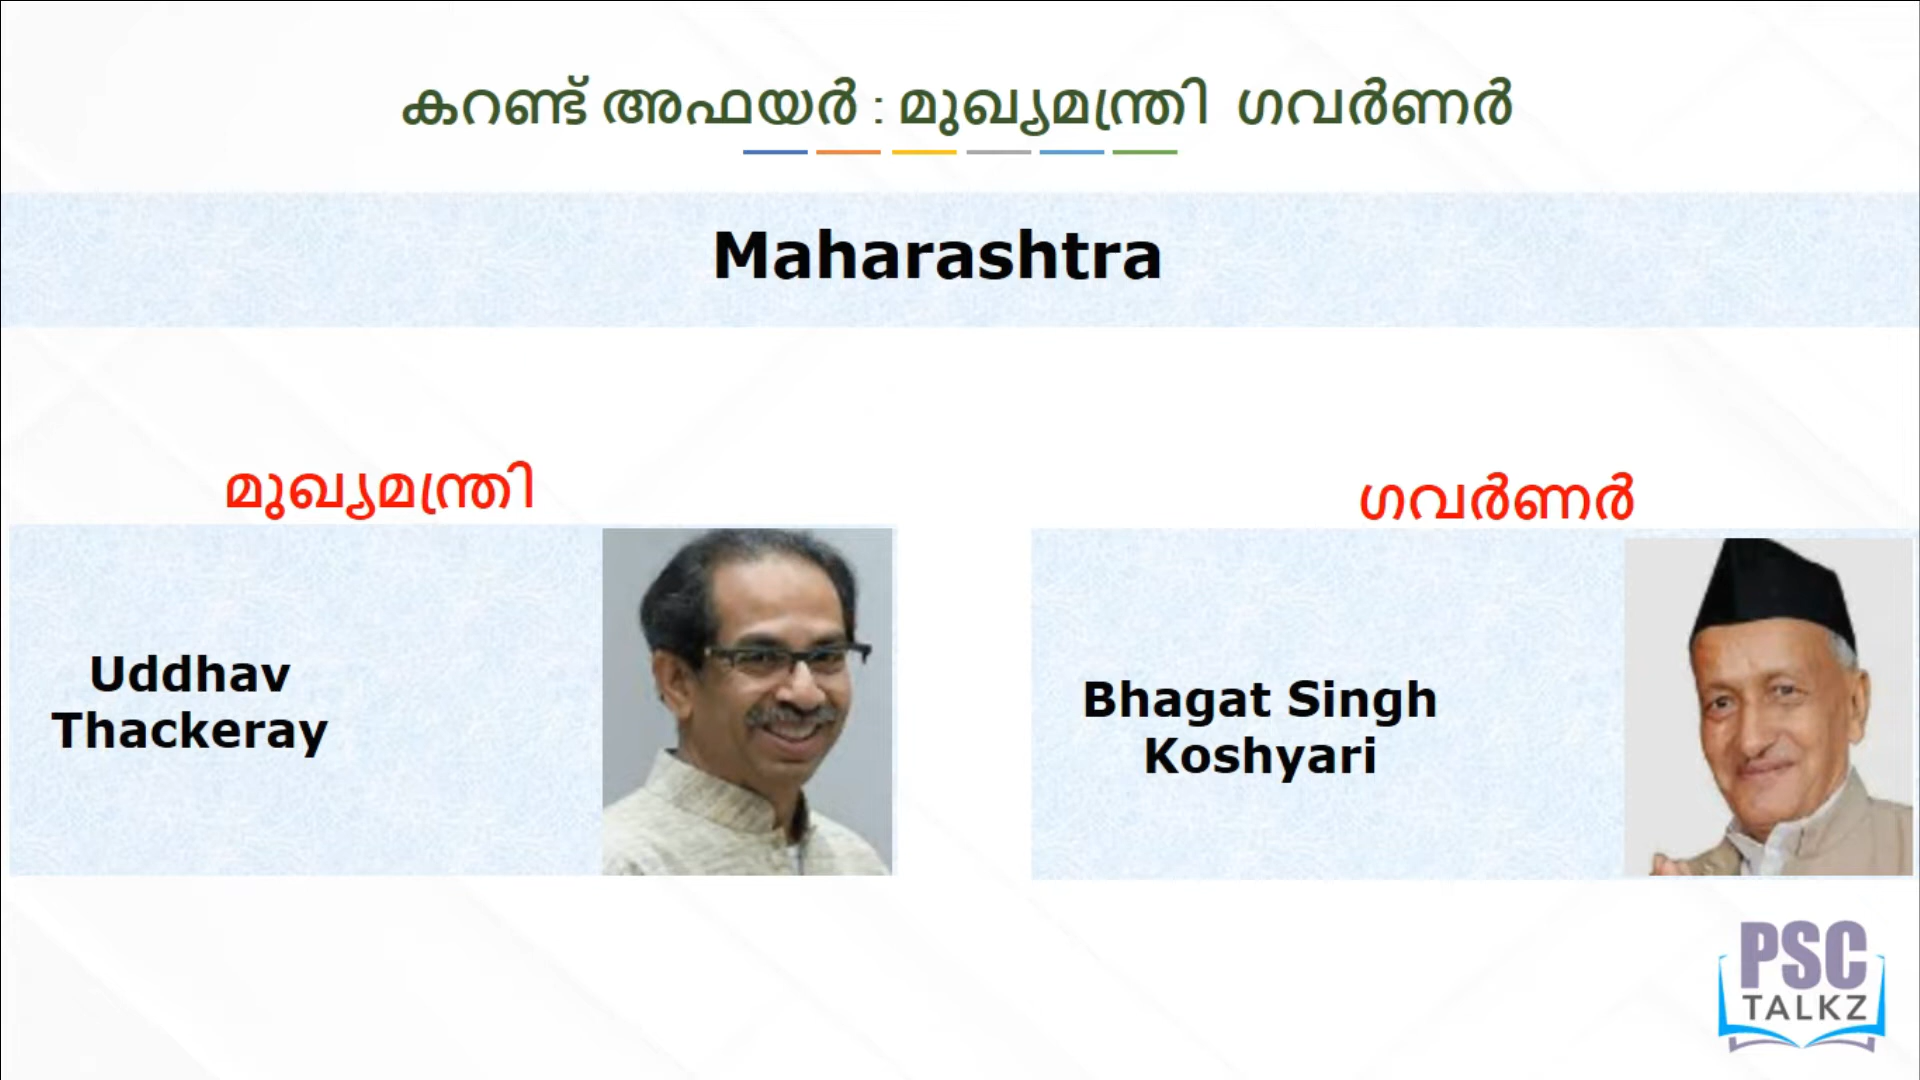 കറണ്ട് അഫയർ : മുഖ്യമന്ത്രി ഗവർണർ
Maharashtra
മുഖ്യമന്ത്രി
Uddhav
Thackeray
ഗവർണർ
Bhagat Singh
Koshyari
PSC
TALKZ